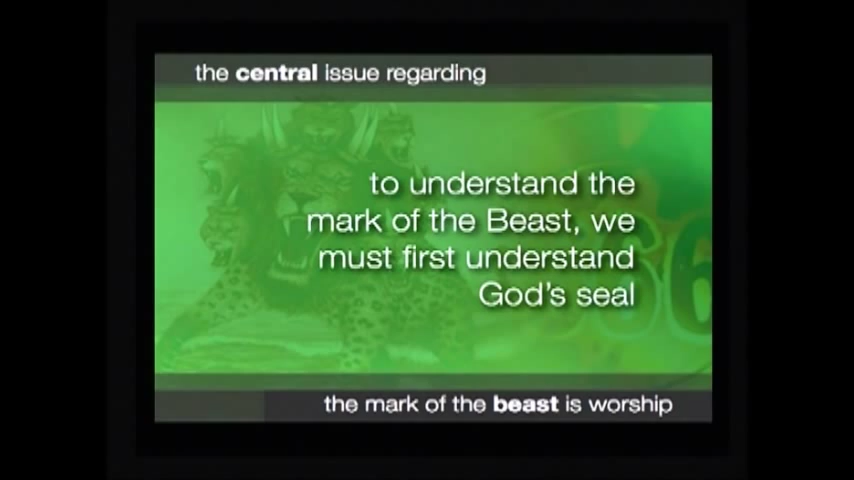 the central issue regarding
to understand the
mark of the Beast, we
must first understand
God's seal
66
the mark of the beast is worship